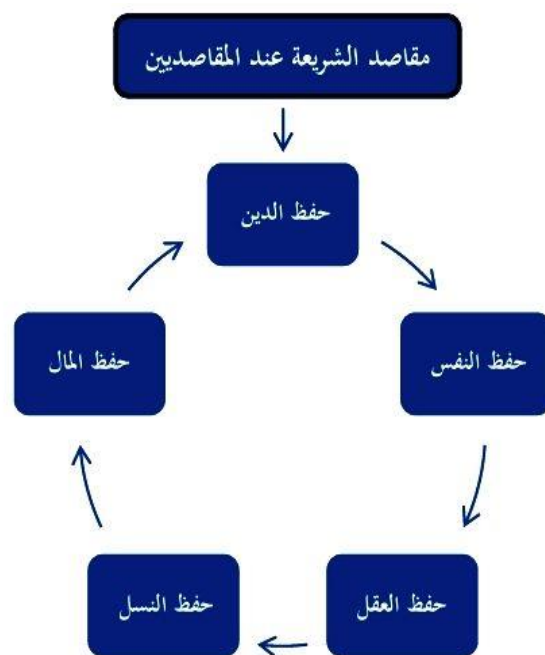 مقاصد الشريعة عند المقاصديين
حفظ الدين
حفظ النفس
حفظ العقل
حفظ النسل
حفظ المال